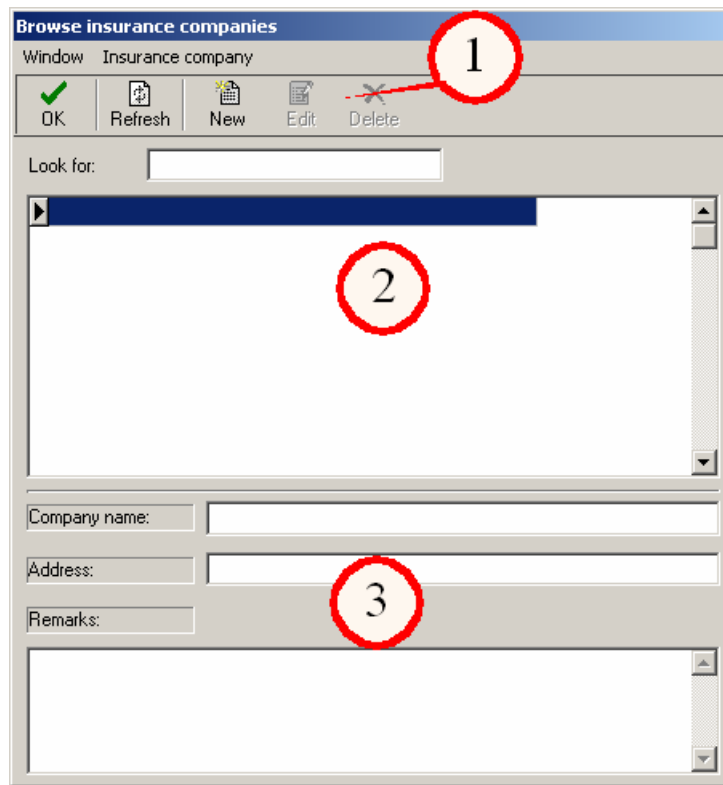 Browse insurance companies
Window Insurance company
1
OK Refresh New Edit Delete
Look for:
2
Company name:
Address:
3
Remarks: